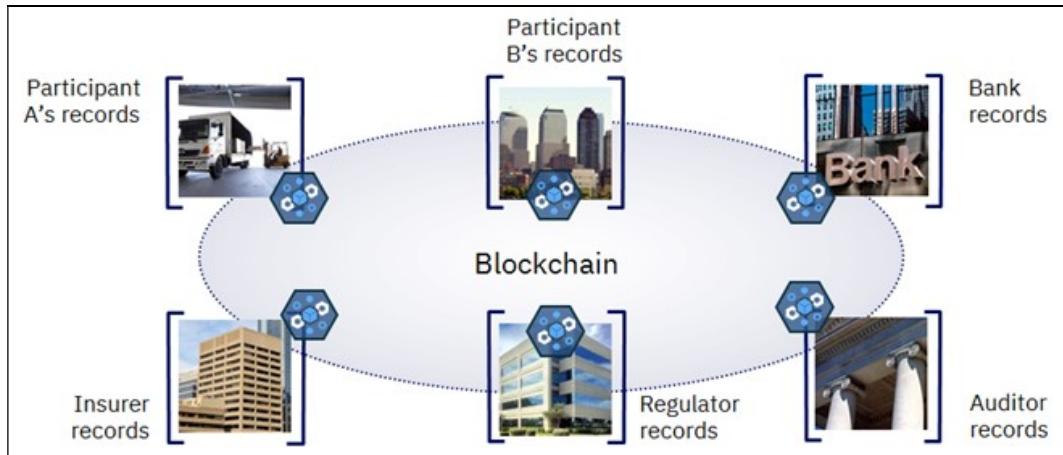 Participant
A's records
Participant
B's records
Bank
records
Bank
Blockchain
Insurer
records
Regulator
records
Auditor
records